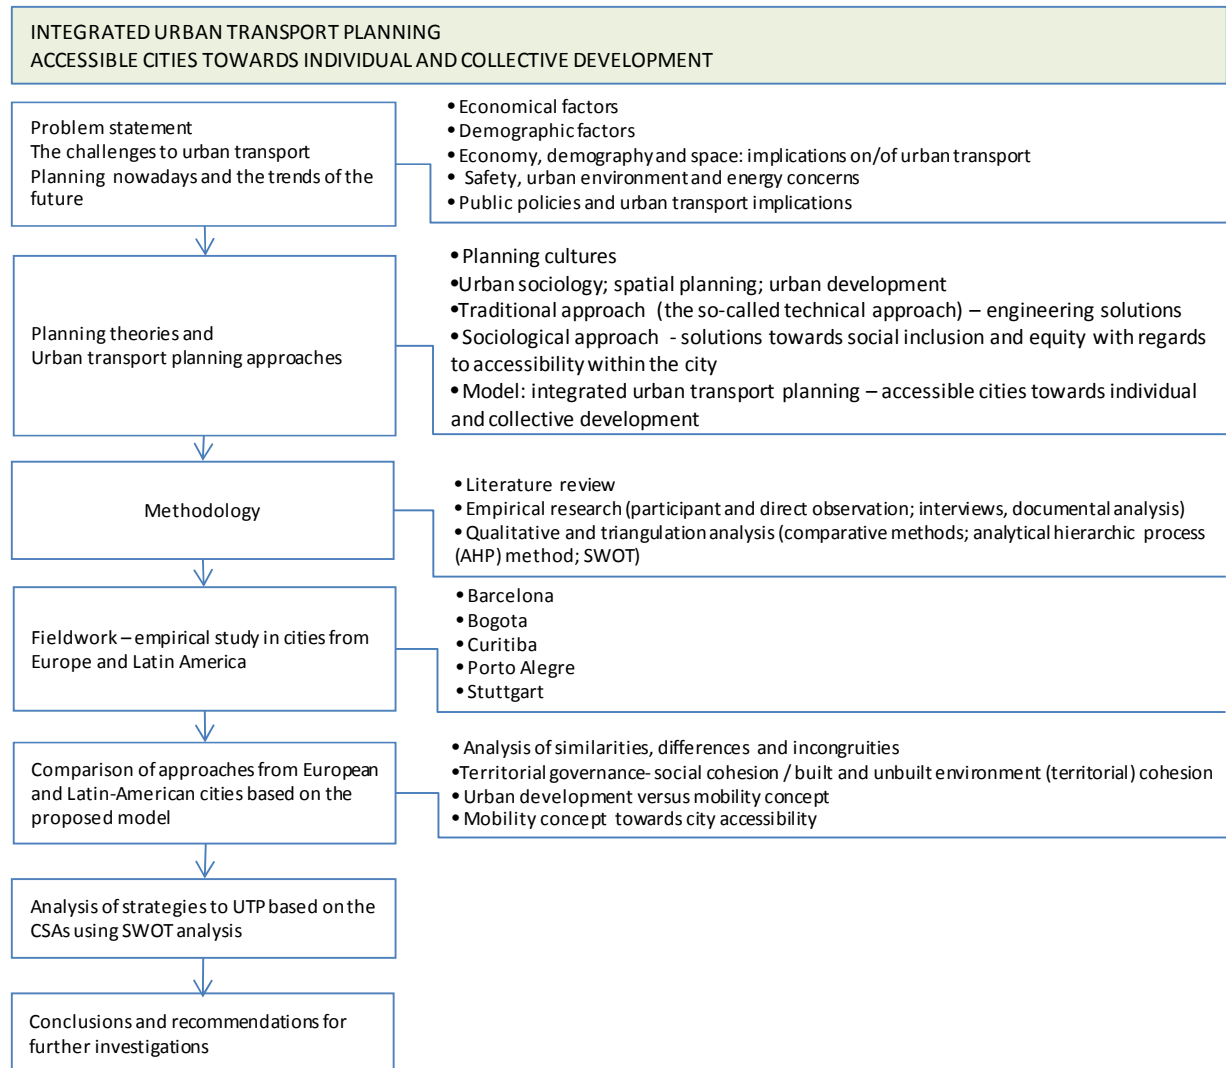 INTEGRATED URBAN TRANSPORT PLANNING
ACCESSIBLE CITIES TOWARDS INDIVIDUAL AND COLLECTIVE DEVELOPMENT
Problem statement
The challenges to urban transport
Planning nowadays and the trends of the
future
• Economical factors
• Demographic factors
• Economy, demography and space: implications on/of urban transport
• Safety, urban environment and energy concerns
• Public policies and urban transport implications
Planning theories and
Urban transport planning approaches
• Planning cultures
• Urban sociology; spatial planning; urban development
• Traditional approach (the so-called technical approach) – engineering solutions
• Sociological approach - solutions towards social inclusion and equity with regards
to accessibility within the city
• Model: integrated urban transport planning – accessible cities towards individual
and collective development
Methodology
• Literature review
• Empirical research (participant and direct observation; interviews, documental analysis)
• Qualitative and triangulation analysis (comparative methods; analytical hierarchic process
(AHP) method; SWOT)
Fieldwork – empirical study in cities from
Europe and Latin America
• Barcelona
• Bogota
• Curitiba
• Porto Alegre
• Stuttgart
Comparison of approaches from European
and Latin-American cities based on the
proposed model
• Analysis of similarities, differences and incongruities
• Territorial governance- social cohesion / built and unbuilt environment (territorial) cohesion
• Urban development versus mobility concept
• Mobility concept towards city accessibility
Analysis of strategies to UTP based on the
CSAs using SWOT analysis
Conclusions and recommendations for
further investigations